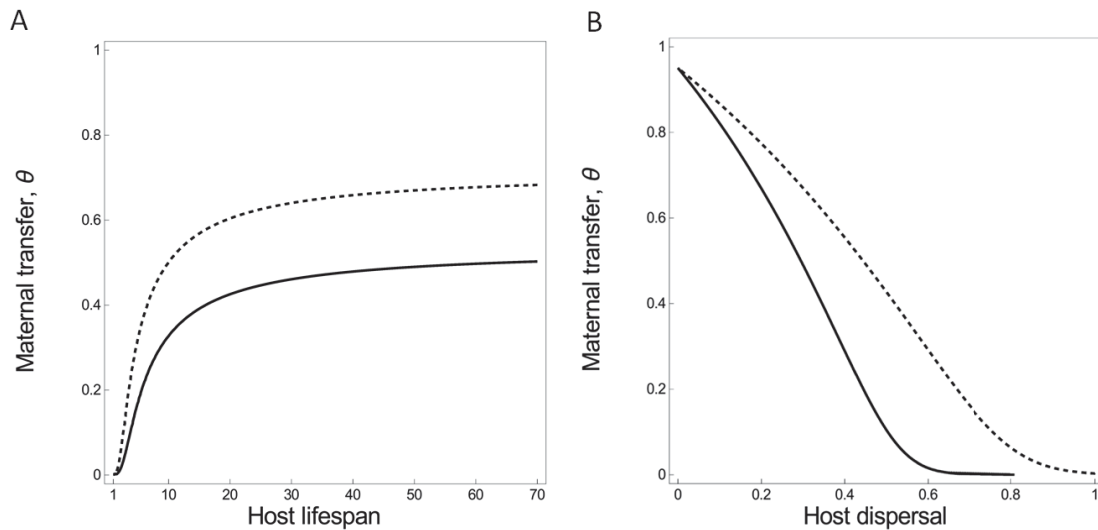 A
Maternal transfer, θ
1
0.8
0.6
0.4
0.2
0
1 10 20 30 40 50 60 70
Host lifespan
B
Maternal transfer, θ
1
0.8
0.6
0.4
0.2
0
0 0.2 0.4 0.6 0.8 1
Host dispersal